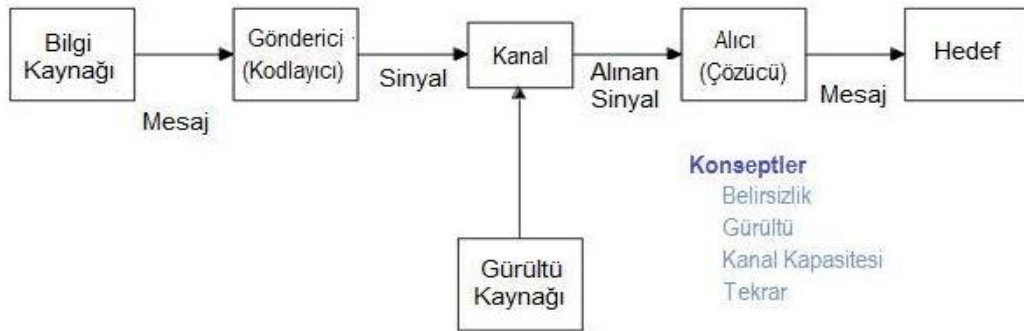 Bilgi
Kaynağı
Mesaj
Gönderici
(Kodlayıcı)
Sinyal
Kanal
Alınan
Sinyal
Alıcı
(Çözücü)
Mesaj
Hedef
Gürültü
Kaynağı
Konseptler
Belirsizlik
Gürültü
Kanal Kapasitesi
Tekrar